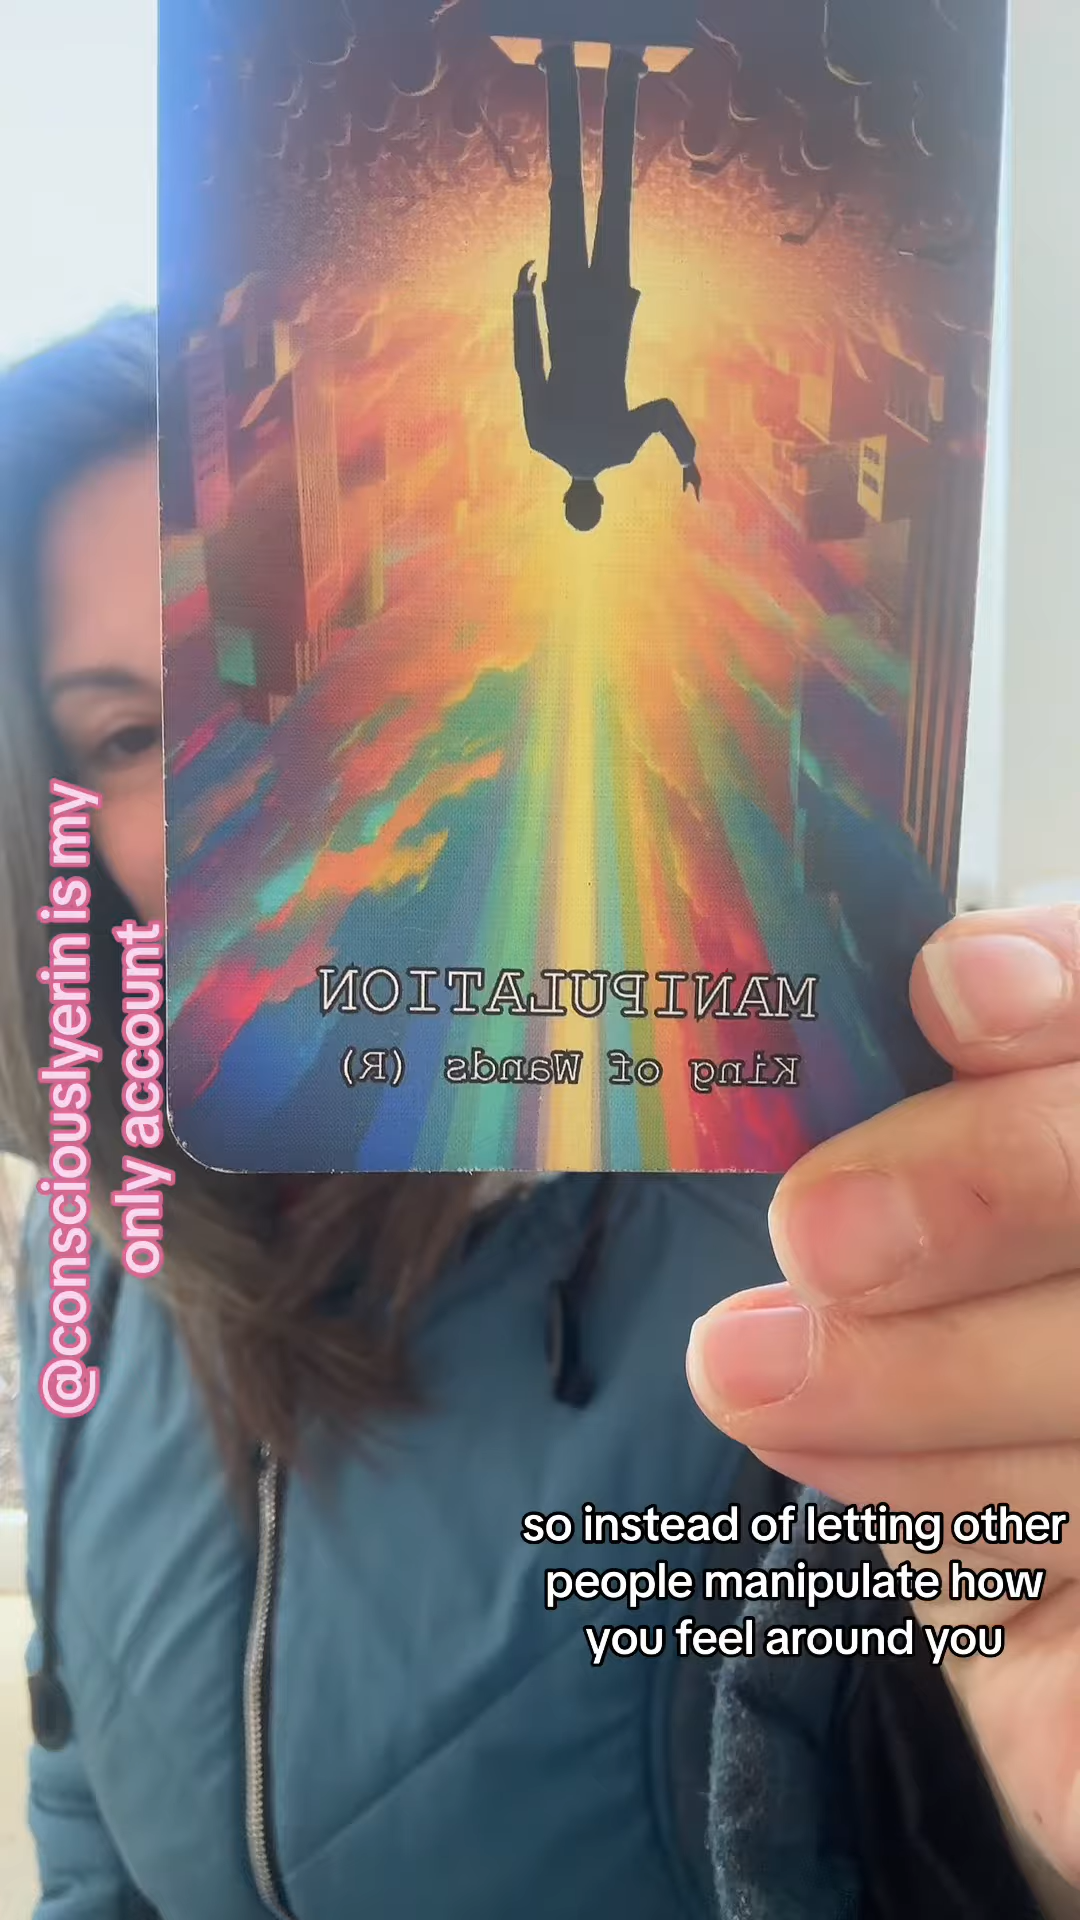 MANIPULATION
King of Wands (R)
@consciouslyerin is my
only account
so instead of letting other
people manipulate how
you feel around you